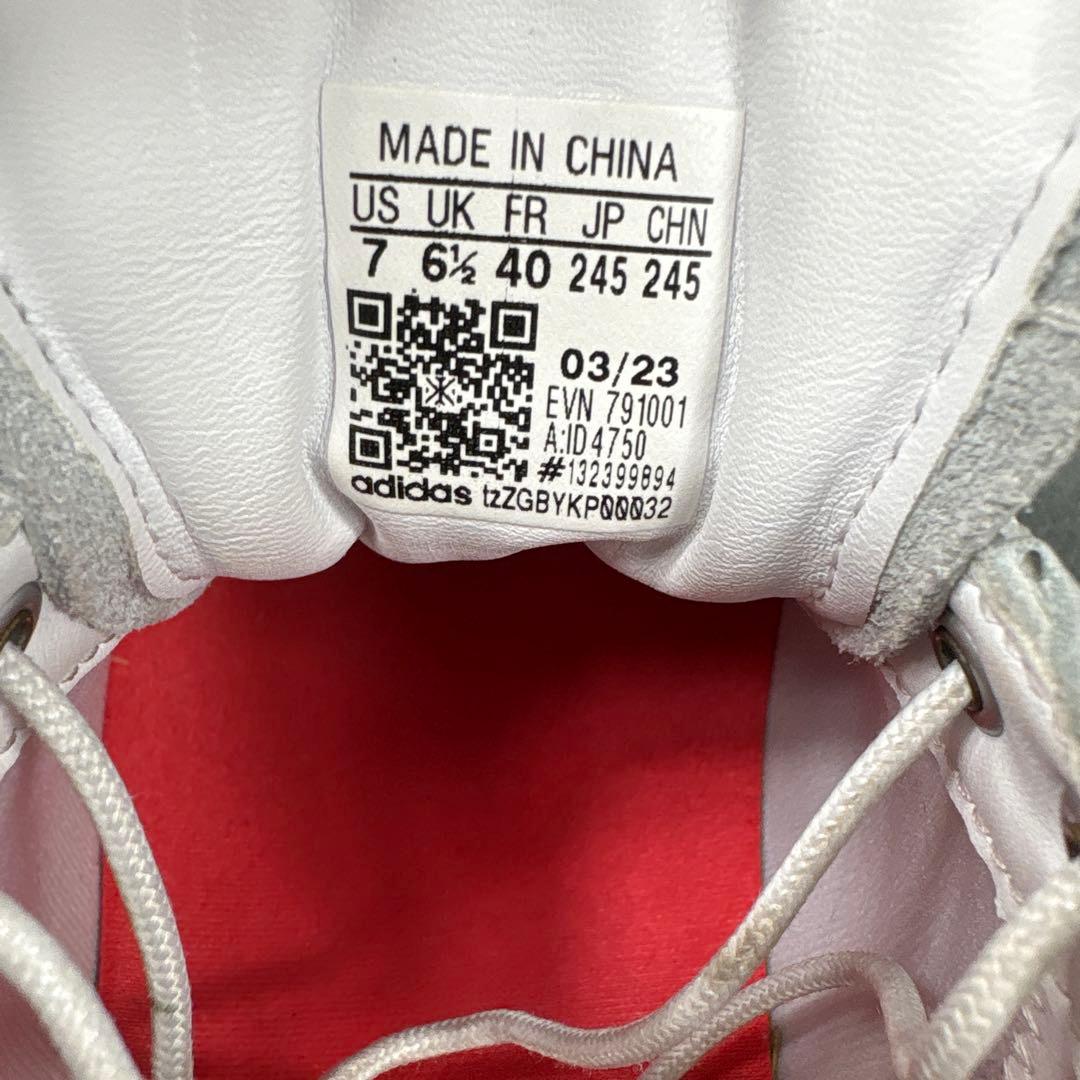 MADE IN CHINA
US UK FR JP CHN
7 6½ 40 245 245
03/23
EVN 791001
A:ID4750
#132399894
adidas tzZGBYKP00032